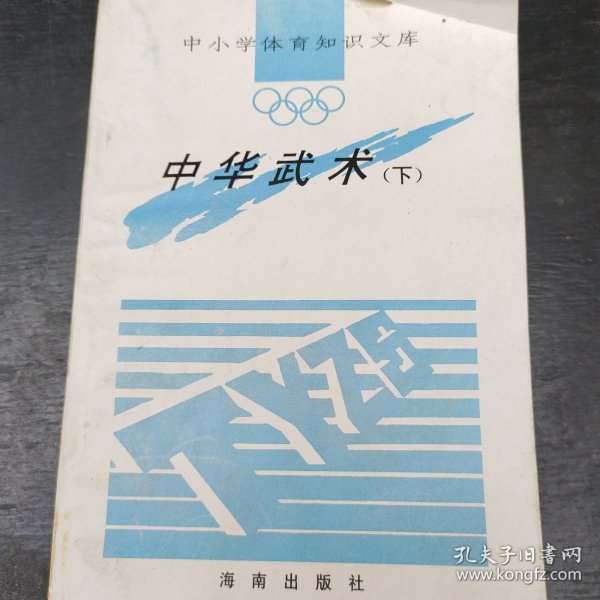 中小学体育知识文库
中华武术(下)
TYZS
海南出版社
孔夫子旧书网
www.kongfz.com